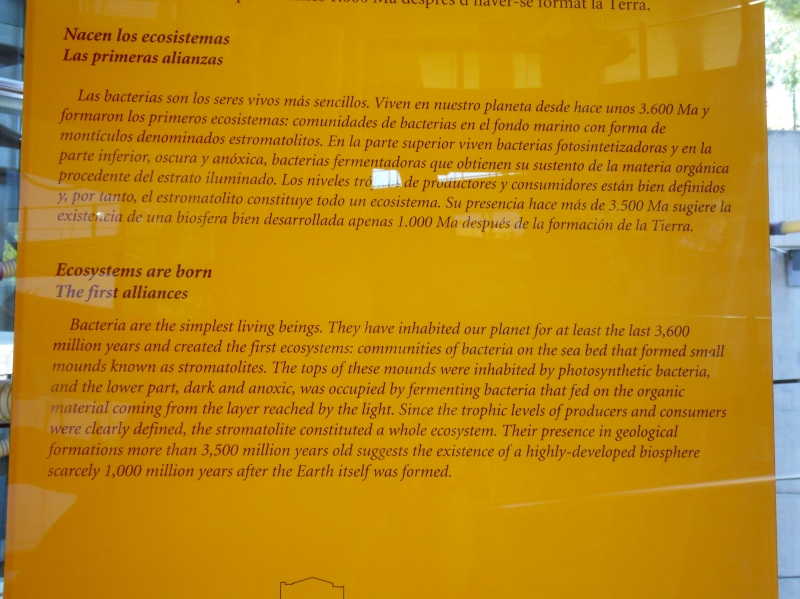 1.000 Ma després d'haver-se format la Terra.
Nacen los ecosistemas
Las primeras alianzas
Las bacterias son los seres vivos más sencillos. Viven en nuestro planeta desde hace unos 3.600 Ma y
formaron los primeros ecosistemas: comunidades de bacterias en el fondo marino con forma de
montículos denominados estromatolitos. En la parte superior viven bacterias fotosintetizadoras y en la
parte inferior, oscura y anóxica, bacterias fermentadoras que obtienen su sustento de la materia orgánica
procedente del estrato iluminado. Los niveles de productores y consumidores están bien definidos
y, por tanto, el estromatolito constituye todo un ecosistema. Su presencia hace más de 3.500 Ma sugiere la
existencia de una biosfera bien desarrollada apenas 1.000 Ma después de la formación de la Tierra.
Ecosystems are born
The first alliances
Bacteria are the simplest living beings. They have inhabited our planet for at least the last 3,600
million years and created the first ecosystems: communities of bacteria on the sea bed that formed small
mounds known as stromatolites. The tops of these mounds were inhabited by photosynthetic bacteria,
and the lower part, dark and anoxic, was occupied by fermenting bacteria that fed on the organic
material coming from the layer reached by the light. Since the trophic levels of producers and consumers
were clearly defined, the stromatolite constituted a whole ecosystem. Their presence in geological
formations more than 3,500 million years old suggests the existence of a highly-developed biosphere
scarcely 1,000 million years after the Earth itself was formed.